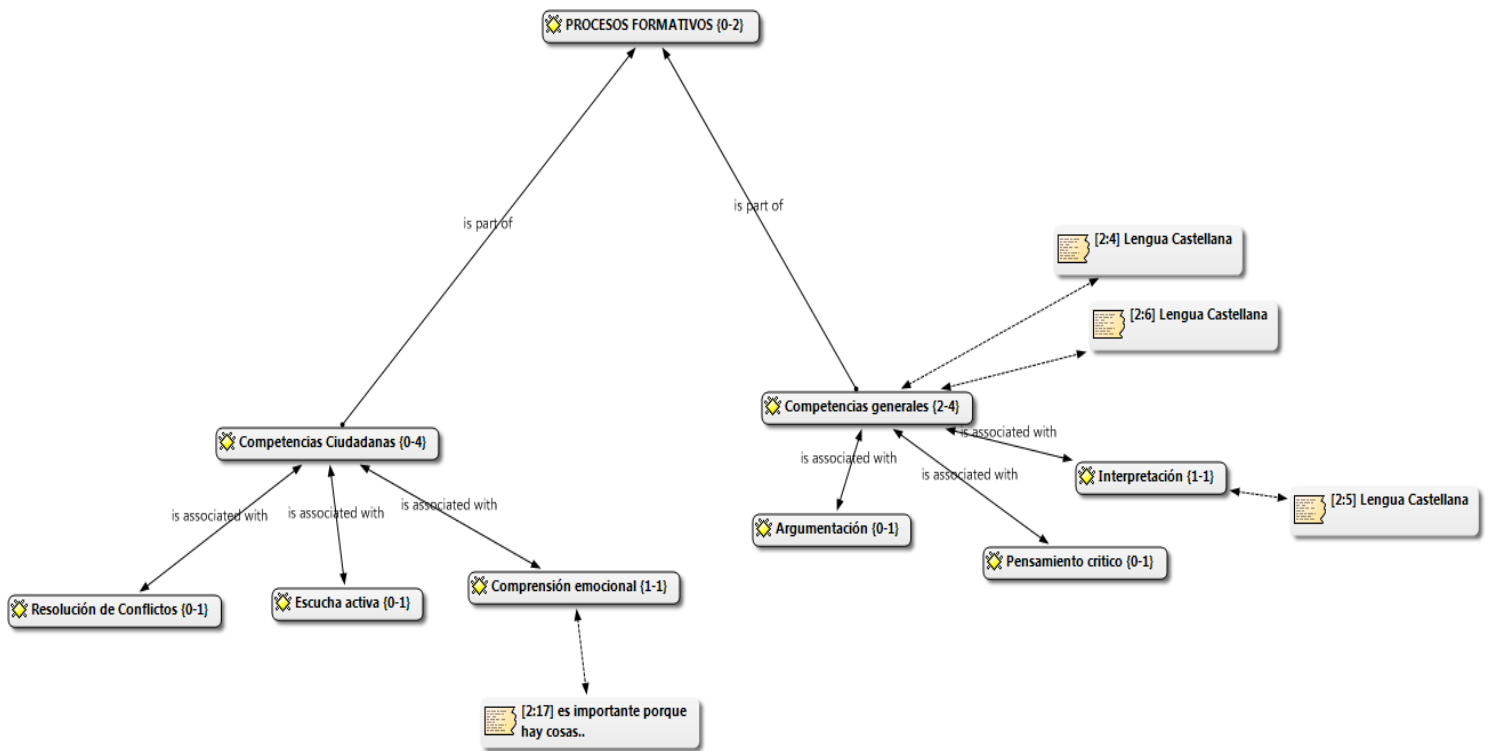 PROCESOS FORMATIVOS {0-2}
is part of
is part of
[2:4] Lengua Castellana
[2:6] Lengua Castellana
Competencias generales {2-4}
Competencias Ciudadanas {0-4}
is associated with
is associated with
is associated with
Interpretación {1-1}
[2:5] Lengua Castellana
is associated with
is associated with
is associated with
Argumentación {0-1}
Pensamiento critico {0-1}
Comprensión emocional {1-1}
Escucha activa {0-1}
Resolución de Conflictos {0-1}
[2:17] es importante porque
hay cosas..